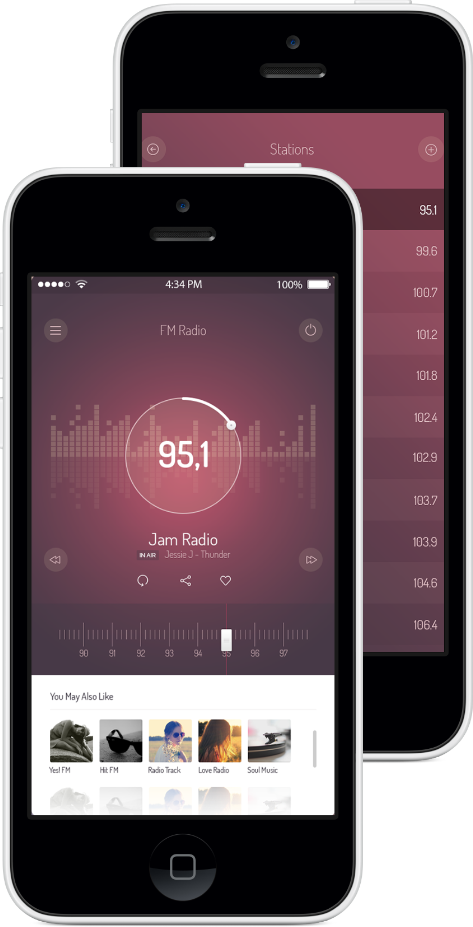 Stations
95.1
99.6
100.7
101.2
101.8
102.4
102.9
103.7
103.9
104.6
106.4
4:34 PM 100%
FM Radio
95,1
Jam Radio
IN AIR Jessie J - Thunder
90 91 92 93 94 95 96 97
You May Also Like
Yes! FM Hit FM Radio Track Love Radio Soul Music